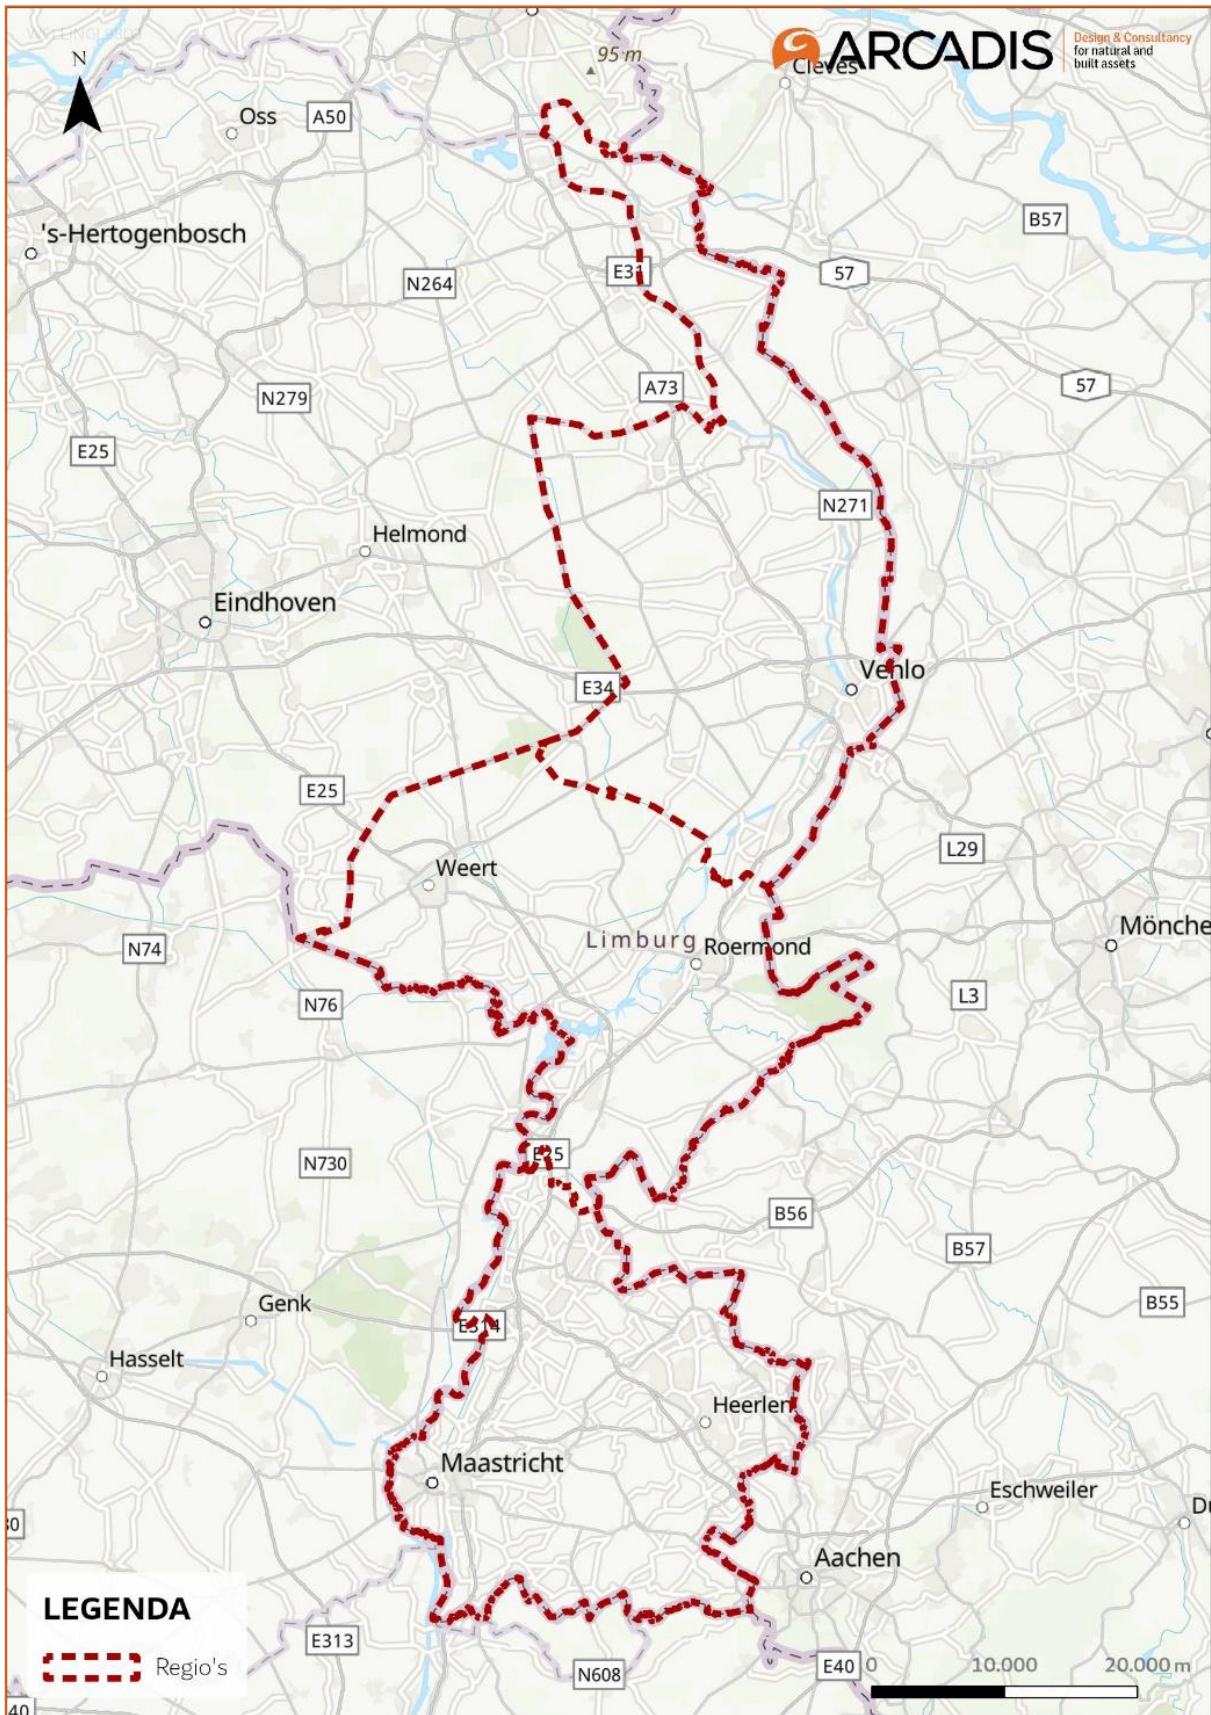 N
95 m
ARCADIS
Design & Consultancy
for natural and
built assets
Cleves
Oss
A50
's-Hertogenbosch
B57
E31
57
N264
A73
57
N279
E25
N271
Helmond
Eindhoven
Venlo
E34
E25
L29
Weert
Mönche
Limburg
Roermond
N74
L3
N76
E25
N730
B56
B57
Genk
B55
E314
Hasselt
Heerlen
Maastricht
Eschweiler
Aachen
LEGENDA
Regio's
E313
N608
E40
0 10.000 20.000 m
40